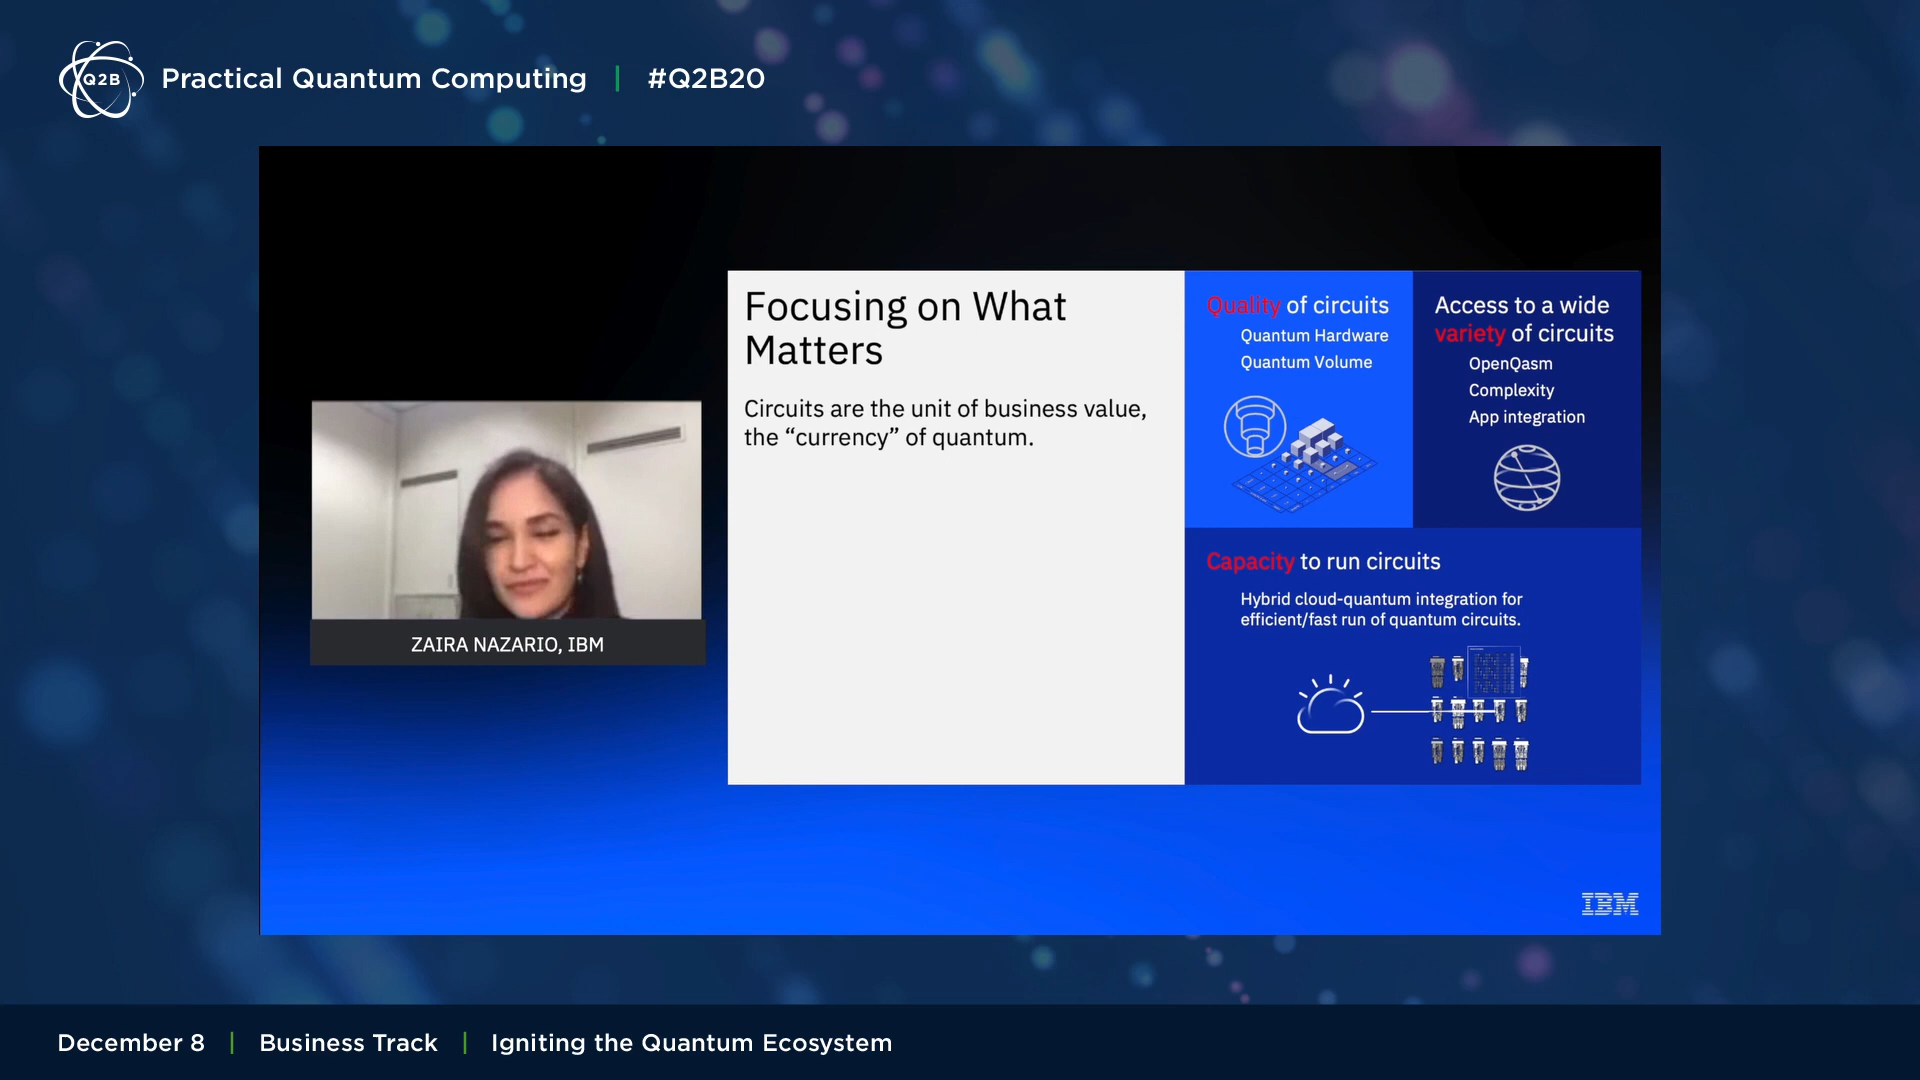 Q2B
Practical Quantum Computing | #Q2B20
ZAIRA NAZARIO, IBM
Focusing on What
Matters
Circuits are the unit of business value,
the “currency” of quantum.
Quality of circuits
Quantum Hardware
Quantum Volume
Access to a wide
variety of circuits
OpenQasm
Complexity
App integration
Capacity to run circuits
Hybrid cloud-quantum integration for
efficient/fast run of quantum circuits.
IBM
December 8 | Business Track | Igniting the Quantum Ecosystem